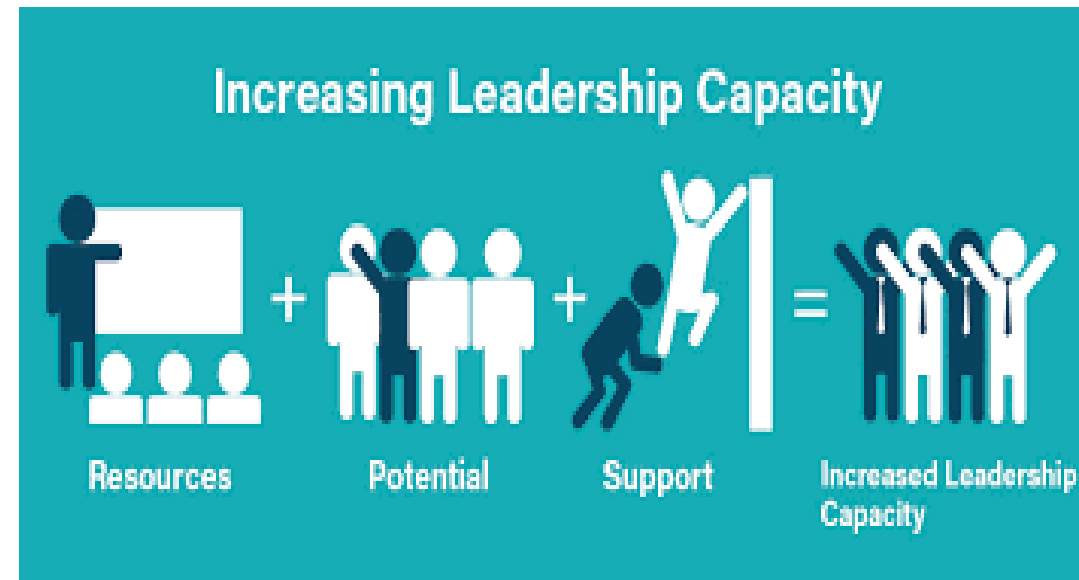 Increasing Leadership Capacity
+ + =
Resources Potential Support Increased Leadership
Capacity